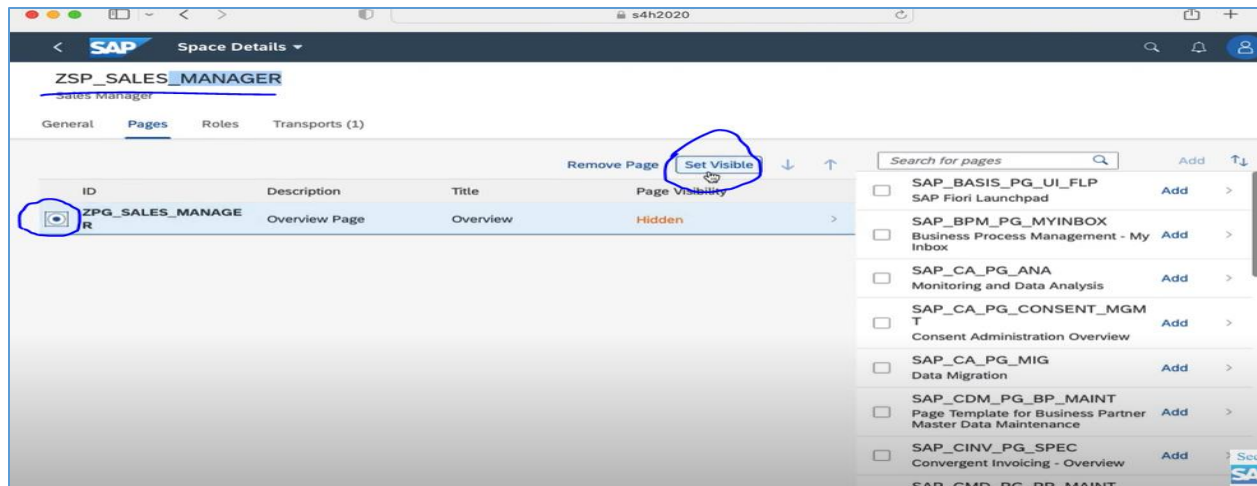 s4h2020
SAP Space Details
ZSP_SALES_MANAGER
Sales Manager
General Pages Roles Transports (1)
Remove Page Set Visible
ID Description Title Page Visibility
ZPG_SALES_MANAGE
R
Overview Page Overview Hidden
Search for pages Add
SAP_BASIS_PG_UI_FLP
SAP Fiori Launchpad
Add
SAP_BPM_PG_MYINBOX
Business Process Management - My
Inbox
Add
SAP_CA_PG_ANA
Monitoring and Data Analysis
Add
SAP_CA_PG_CONSENT_MGM
T
Consent Administration Overview
Add
SAP_CA_PG_MIG
Data Migration
Add
SAP_CDM_PG_BP_MAINT
Page Template for Business Partner
Master Data Maintenance
Add
SAP_CINV_PG_SPEC
Convergent Invoicing - Overview
Add